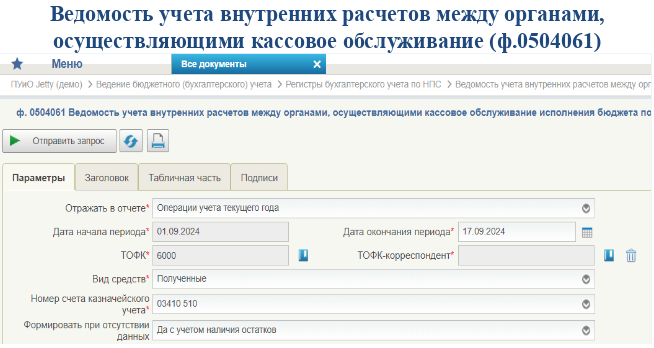 Ведомость учета внутренних расчетов между органами,
осуществляющими кассовое обслуживание (ф.0504061)
Меню
Все документы
ПУиО Jetty (демо) > Ведение бюджетного (бухгалтерского) учета > Регистры бухгалтерского учета по НПС > Ведомость учета внутренних расчетов между орг
ф. 0504061 Ведомость учета внутренних расчетов между органами, осуществляющими кассовое обслуживание исполнения бюджета по
Отправить запрос
Параметры Заголовок Табличная часть Подписи
Отражать в отчете* Операции учета текущего года
Дата начала периода* 01.09.2024 Дата окончания периода* 17.09.2024
ТОФК* 6000 ТОФК-корреспондент*
Вид средств* Полученные
Номер счета казначейского
учета* 03410 510
Формировать при отсутствии
данных Да с учетом наличия остатков